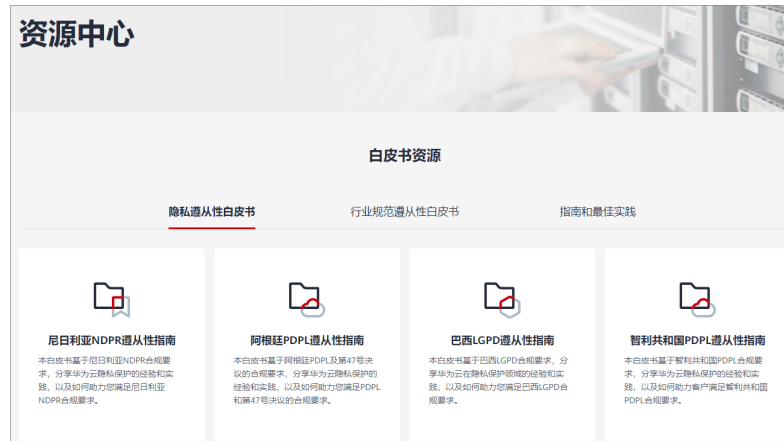 资源中心
白皮书资源
隐私遵从性白皮书
行业规范遵从性白皮书
指南和最佳实践
尼日利亚NDPR遵从性指南
本白皮书基于尼日利亚NDPR合规要
求，分享华为云隐私保护的经验和实
践，以及如何助力您满足尼日利亚
NDPR合规要求。
阿根廷PDPL遵从性指南
本白皮书基于阿根廷PDPL及第47号决
议的合规要求，分享华为云隐私保护的
经验和实践，以及如何助力您满足PDPL
和第47号决议的合规要求。
巴西LGPD遵从性指南
本白皮书基于巴西LGPD合规要求，分
享华为云在隐私保护领域的经验和实
践，以及如何助力您满足巴西LGPD合
规要求。
智利共和国PDPL遵从性指南
本白皮书基于智利共和国PDPL合规要
求，分享华为云隐私保护的经验和实
践，以及如何助力客户满足智利共和国
PDPL合规要求。